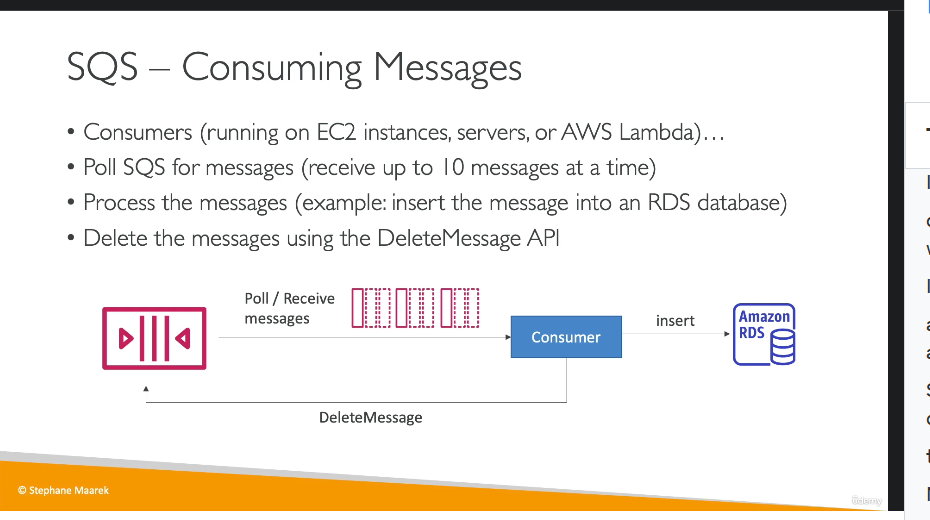 SQS – Consuming Messages
• Consumers (running on EC2 instances, servers, or AWS Lambda)…
• Poll SQS for messages (receive up to 10 messages at a time)
• Process the messages (example: insert the message into an RDS database)
• Delete the messages using the DeleteMessage API
Poll / Receive
messages
Consumer
insert
Amazon
RDS
DeleteMessage
© Stephane Maarek
Udemy